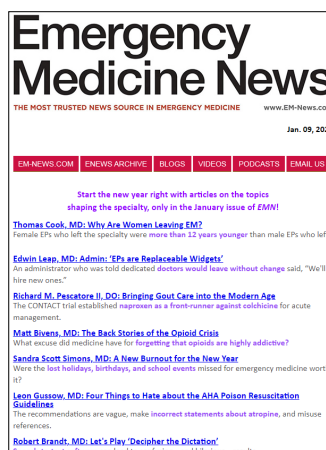 Emergency
Medicine News
THE MOST TRUSTED NEWS SOURCE IN EMERGENCY MEDICINE
www.EM-News.co
Jan. 09, 202
EM-NEWS.COM
ENEWS ARCHIVE
BLOGS
VIDEOS
PODCASTS
EMAIL US
Start the new year right with articles on the topics
shaping the specialty, only in the January issue of EMN!
Thomas Cook, MD: Why Are Women Leaving EM?
Female EPs who left the specialty were more than 12 years younger than male EPs who lef
Edwin Leap, MD: Admin: ‘EPs are Replaceable Widgets’
An administrator who was told dedicated doctors would leave without change said, “We'll
hire new ones.”
Richard M. Pescatore II, DO: Bringing Gout Care into the Modern Age
The CONTACT trial established naproxen as a front-runner against colchicine for acute
management.
Matt Bivens, MD: The Back Stories of the Opioid Crisis
What excuse did medicine have for forgetting that opioids are highly addictive?
Sandra Scott Simons, MD: A New Burnout for the New Year
Were the lost holidays, birthdays, and school events missed for emergency medicine wort
it?
Leon Gussow, MD: Four Things to Hate about the AHA Poison Resuscitation
Guidelines
The recommendations are vague, make incorrect statements about atropine, and misuse
references.
Robert Brandt, MD: Let's Play ‘Decipher the Dictation’